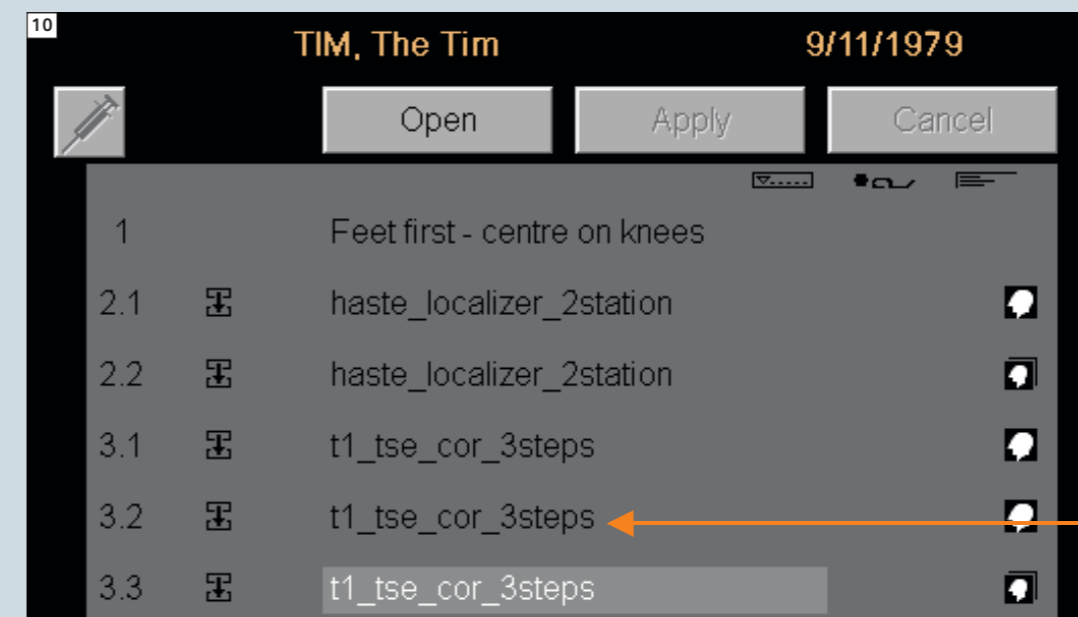 10
TIM, The Tim 9/11/1979
Open Apply Cancel
1 Feet first - centre on knees
2.1 haste_localizer_2station
2.2 haste_localizer_2station
3.1 t1_tse_cor_3steps
3.2 t1_tse_cor_3steps
3.3 t1_tse_cor_3steps